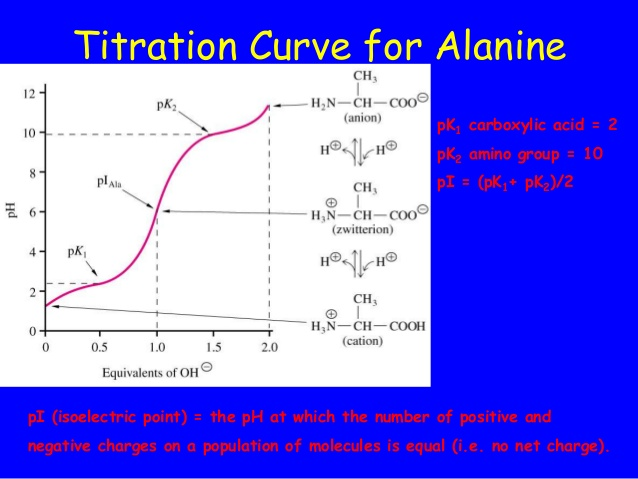 Titration Curve for Alanine
12
10
8
6
4
2
0
pH
0 0.5 1.0 1.5 2.0
Equivalents of OH⊖
pK₂
pI_Ala
pK₁
CH₃
H₂N—CH—COO⊖
(anion)
H⊕ H⊕
CH₃
⊕
H₃N—CH—COO⊖
(zwitterion)
H⊕ H⊕
CH₃
⊕
H₃N—CH—COOH
(cation)
pK₁ carboxylic acid = 2
pK₂ amino group = 10
pI = (pK₁+ pK₂)/2
pI (isoelectric point) = the pH at which the number of positive and
negative charges on a population of molecules is equal (i.e. no net charge).